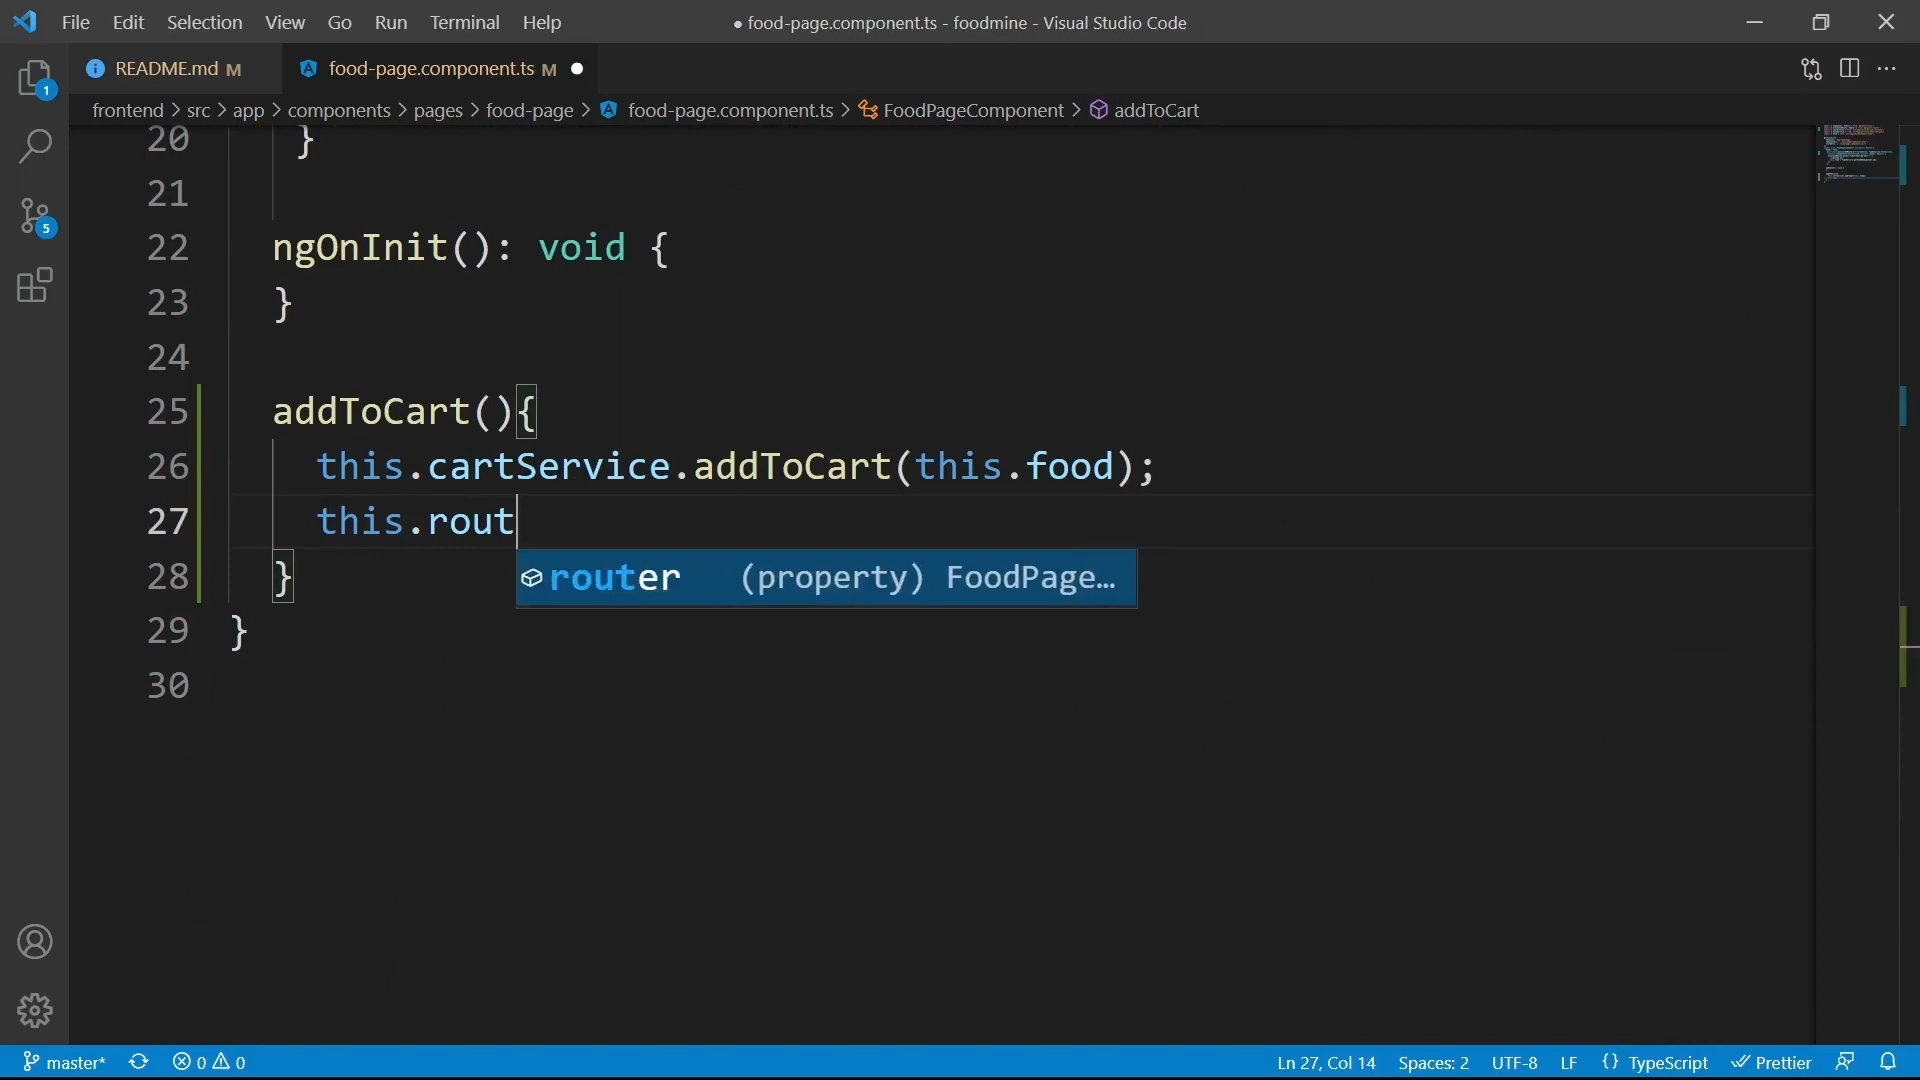 File Edit Selection View Go Run Terminal Help
● food-page.component.ts - foodmine - Visual Studio Code
README.md M
food-page.component.ts M
frontend > src > app > components > pages > food-page > food-page.component.ts > FoodPageComponent > addToCart
1
5
20 }
21
22 ngOnInit(): void {
23 }
24
25 addToCart(){
26 this.cartService.addToCart(this.food);
27 this.rout
router (property) FoodPage…
28 }
29 }
30
master* 0 0
Ln 27, Col 14 Spaces: 2 UTF-8 LF {} TypeScript Prettier